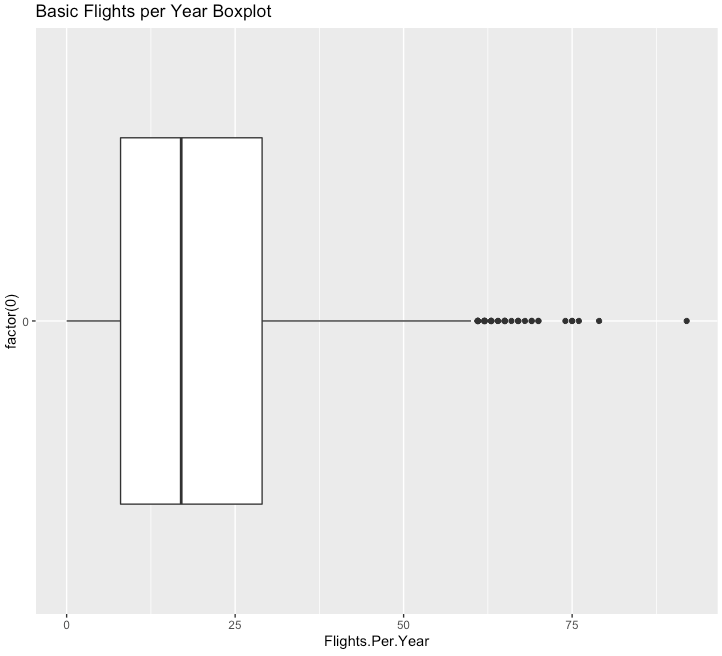 Basic Flights per Year Boxplot
factor(0)
0
0 25 50 75
Flights.Per.Year